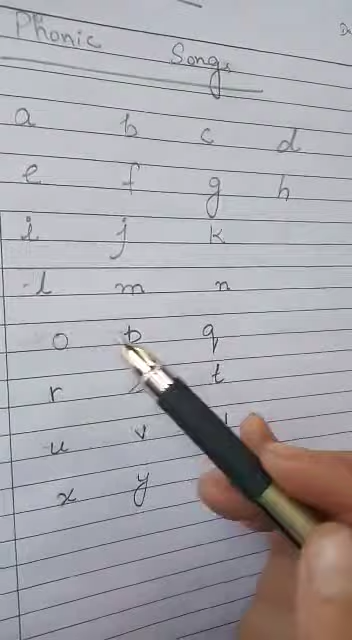 Phonic Songs
a b c d
e f g h
i j k
l m n
o p q
r t
u v
x y